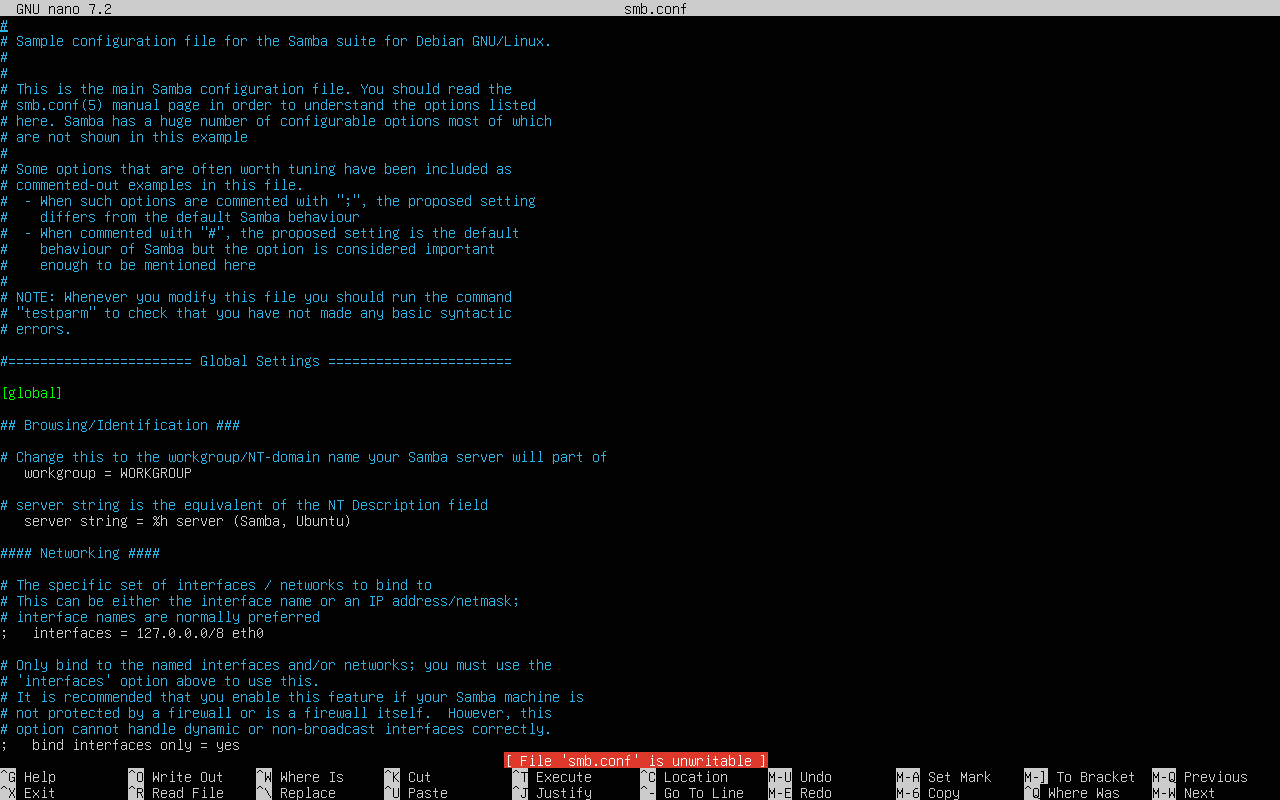 GNU nano 7.2 smb.conf
#
# Sample configuration file for the Samba suite for Debian GNU/Linux.
#
#
# This is the main Samba configuration file. You should read the
# smb.conf(5) manual page in order to understand the options listed
# here. Samba has a huge number of configurable options most of which
# are not shown in this example
#
# Some options that are often worth tuning have been included as
# commented-out examples in this file.
#  - When such options are commented with ";", the proposed setting
#    differs from the default Samba behaviour
#  - When commented with "#", the proposed setting is the default
#    behaviour of Samba but the option is considered important
#    enough to be mentioned here
#
# NOTE: Whenever you modify this file you should run the command
# "testparm" to check that you have not made any basic syntactic
# errors.
#======================= Global Settings =======================
[global]
## Browsing/Identification ###
# Change this to the workgroup/NT-domain name your Samba server will part of
   workgroup = WORKGROUP
# server string is the equivalent of the NT Description field
   server string = %h server (Samba, Ubuntu)
#### Networking ####
# The specific set of interfaces / networks to bind to
# This can be either the interface name or an IP address/netmask;
# interface names are normally preferred
;   interfaces = 127.0.0.0/8 eth0
# Only bind to the named interfaces and/or networks; you must use the
# 'interfaces' option above to use this.
# It is recommended that you enable this feature if your Samba machine is
# not protected by a firewall or is a firewall itself.  However, this
# option cannot handle dynamic or non-broadcast interfaces correctly.
;   bind interfaces only = yes
[ File 'smb.conf' is unwritable ]
^G Help ^O Write Out ^W Where Is ^K Cut ^T Execute ^C Location M-U Undo M-A Set Mark M-] To Bracket M-Q Previous
^X Exit ^R Read File ^\ Replace ^U Paste ^J Justify ^- Go To Line M-E Redo M-6 Copy ^Q Where Was M-W Next